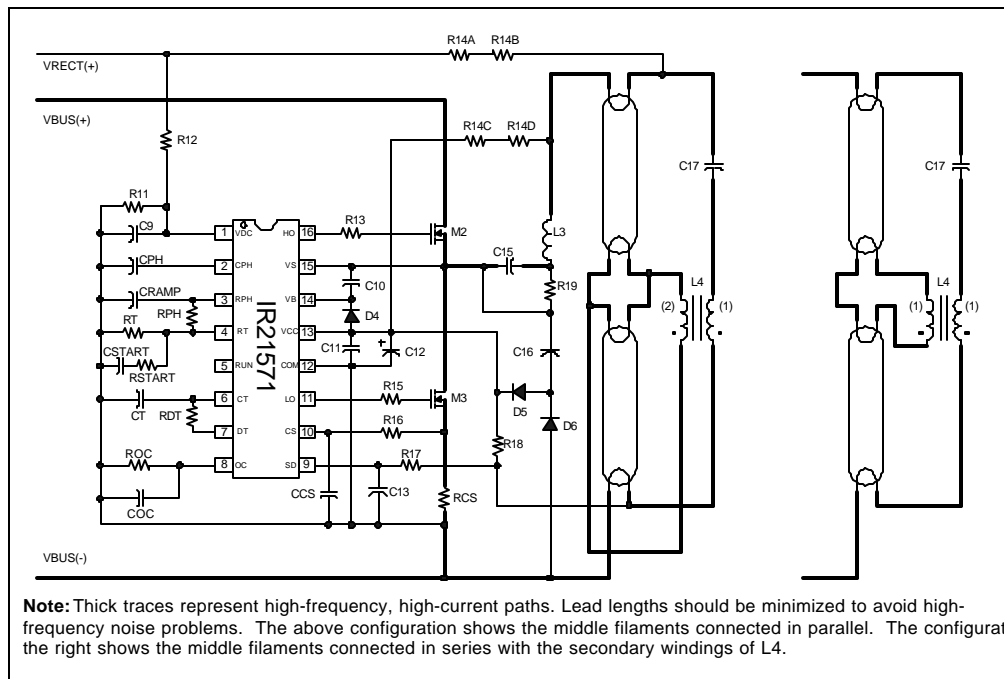 R14A R14B
VRECT(+)
VBUS(+)
R14C R14D
R12
C17 C17
R11
R13
C9
1 VDC HO 16
M2
L3
C15
CPH
2 CPH VS 15
C10
R19
L4 L4
CRAMP
3 RPH VB 14
(2) (1) (1) (1)
RPH
D4
RT
4 RT VCC 13
C11 C12
C16
CSTART
RSTART
5 RUN COM 12
IR21571
R15
M3
D5
CT
6 CT LO 11
RDT
R16
D6
7 DT CS 10
R18
ROC
R17
8 OC SD 9
CCS C13 RCS
COC
VBUS(-)
Note: Thick traces represent high-frequency, high-current paths. Lead lengths should be minimized to avoid high-
frequency noise problems. The above configuration shows the middle filaments connected in parallel. The configurat
the right shows the middle filaments connected in series with the secondary windings of L4.